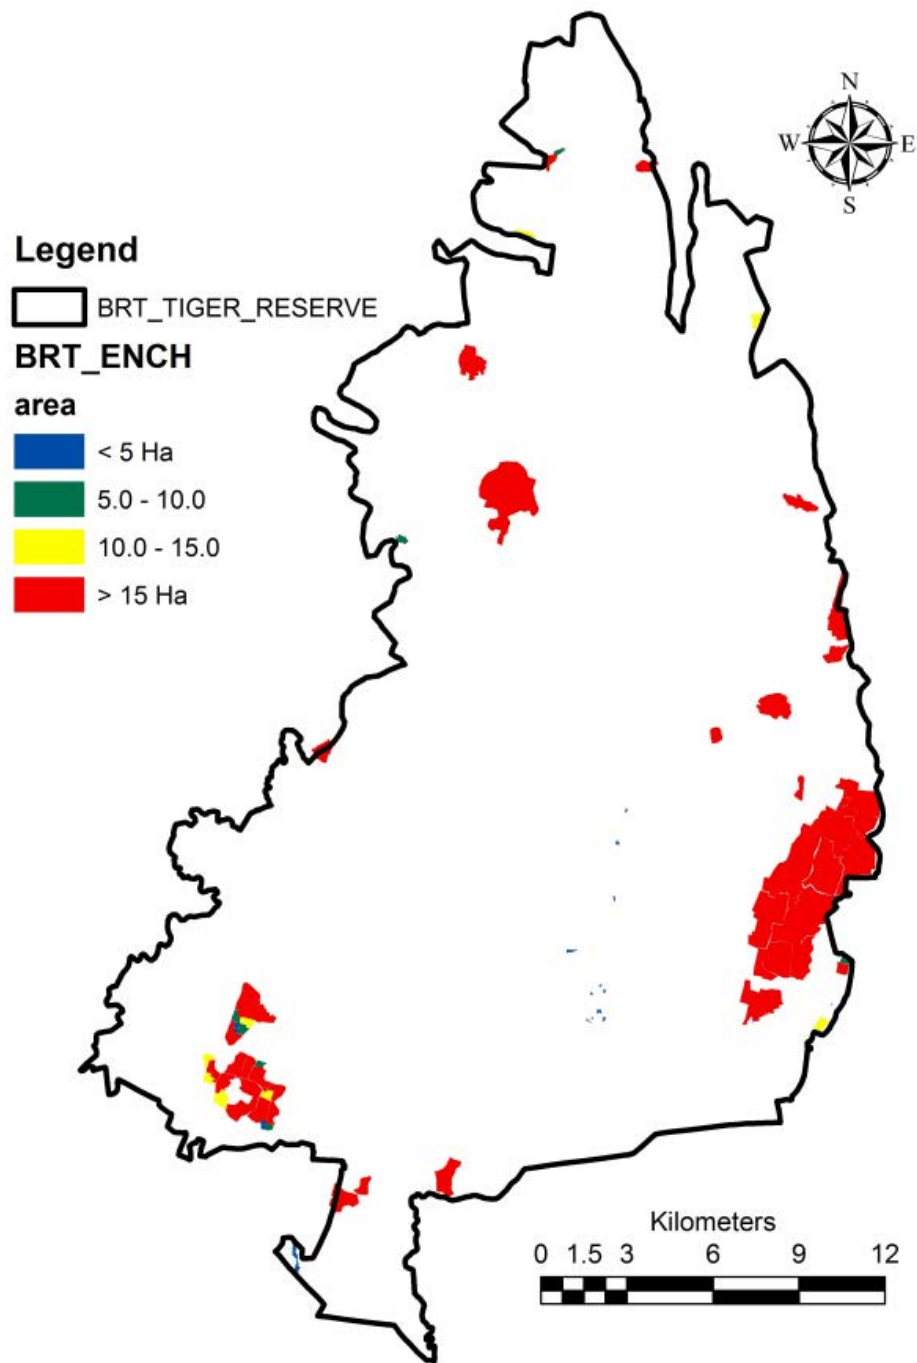 N
W E
S
Legend
BRT_TIGER_RESERVE
BRT_ENCH
area
< 5 Ha
5.0 - 10.0
10.0 - 15.0
> 15 Ha
Kilometers
0 1.5 3 6 9 12